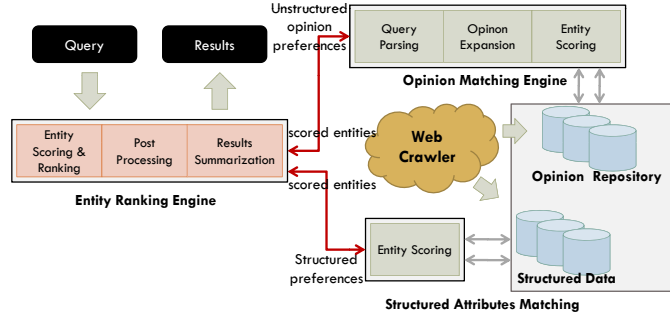 Unstructured
opinion
preferences
Query
Results
Query
Parsing
Opinon
Expansion
Entity
Scoring
Opinion Matching Engine
Entity
Scoring &
Ranking
Post
Processing
Results
Summarization
Entity Ranking Engine
scored entities
scored entities
Web
Crawler
Opinion Repository
Structured
preferences
Entity Scoring
Structured Data
Structured Attributes Matching